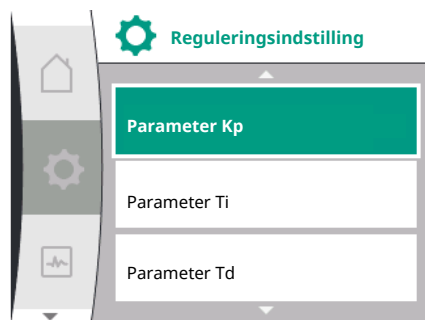 Reguleringsindstilling
Parameter Kp
Parameter Ti
Parameter Td